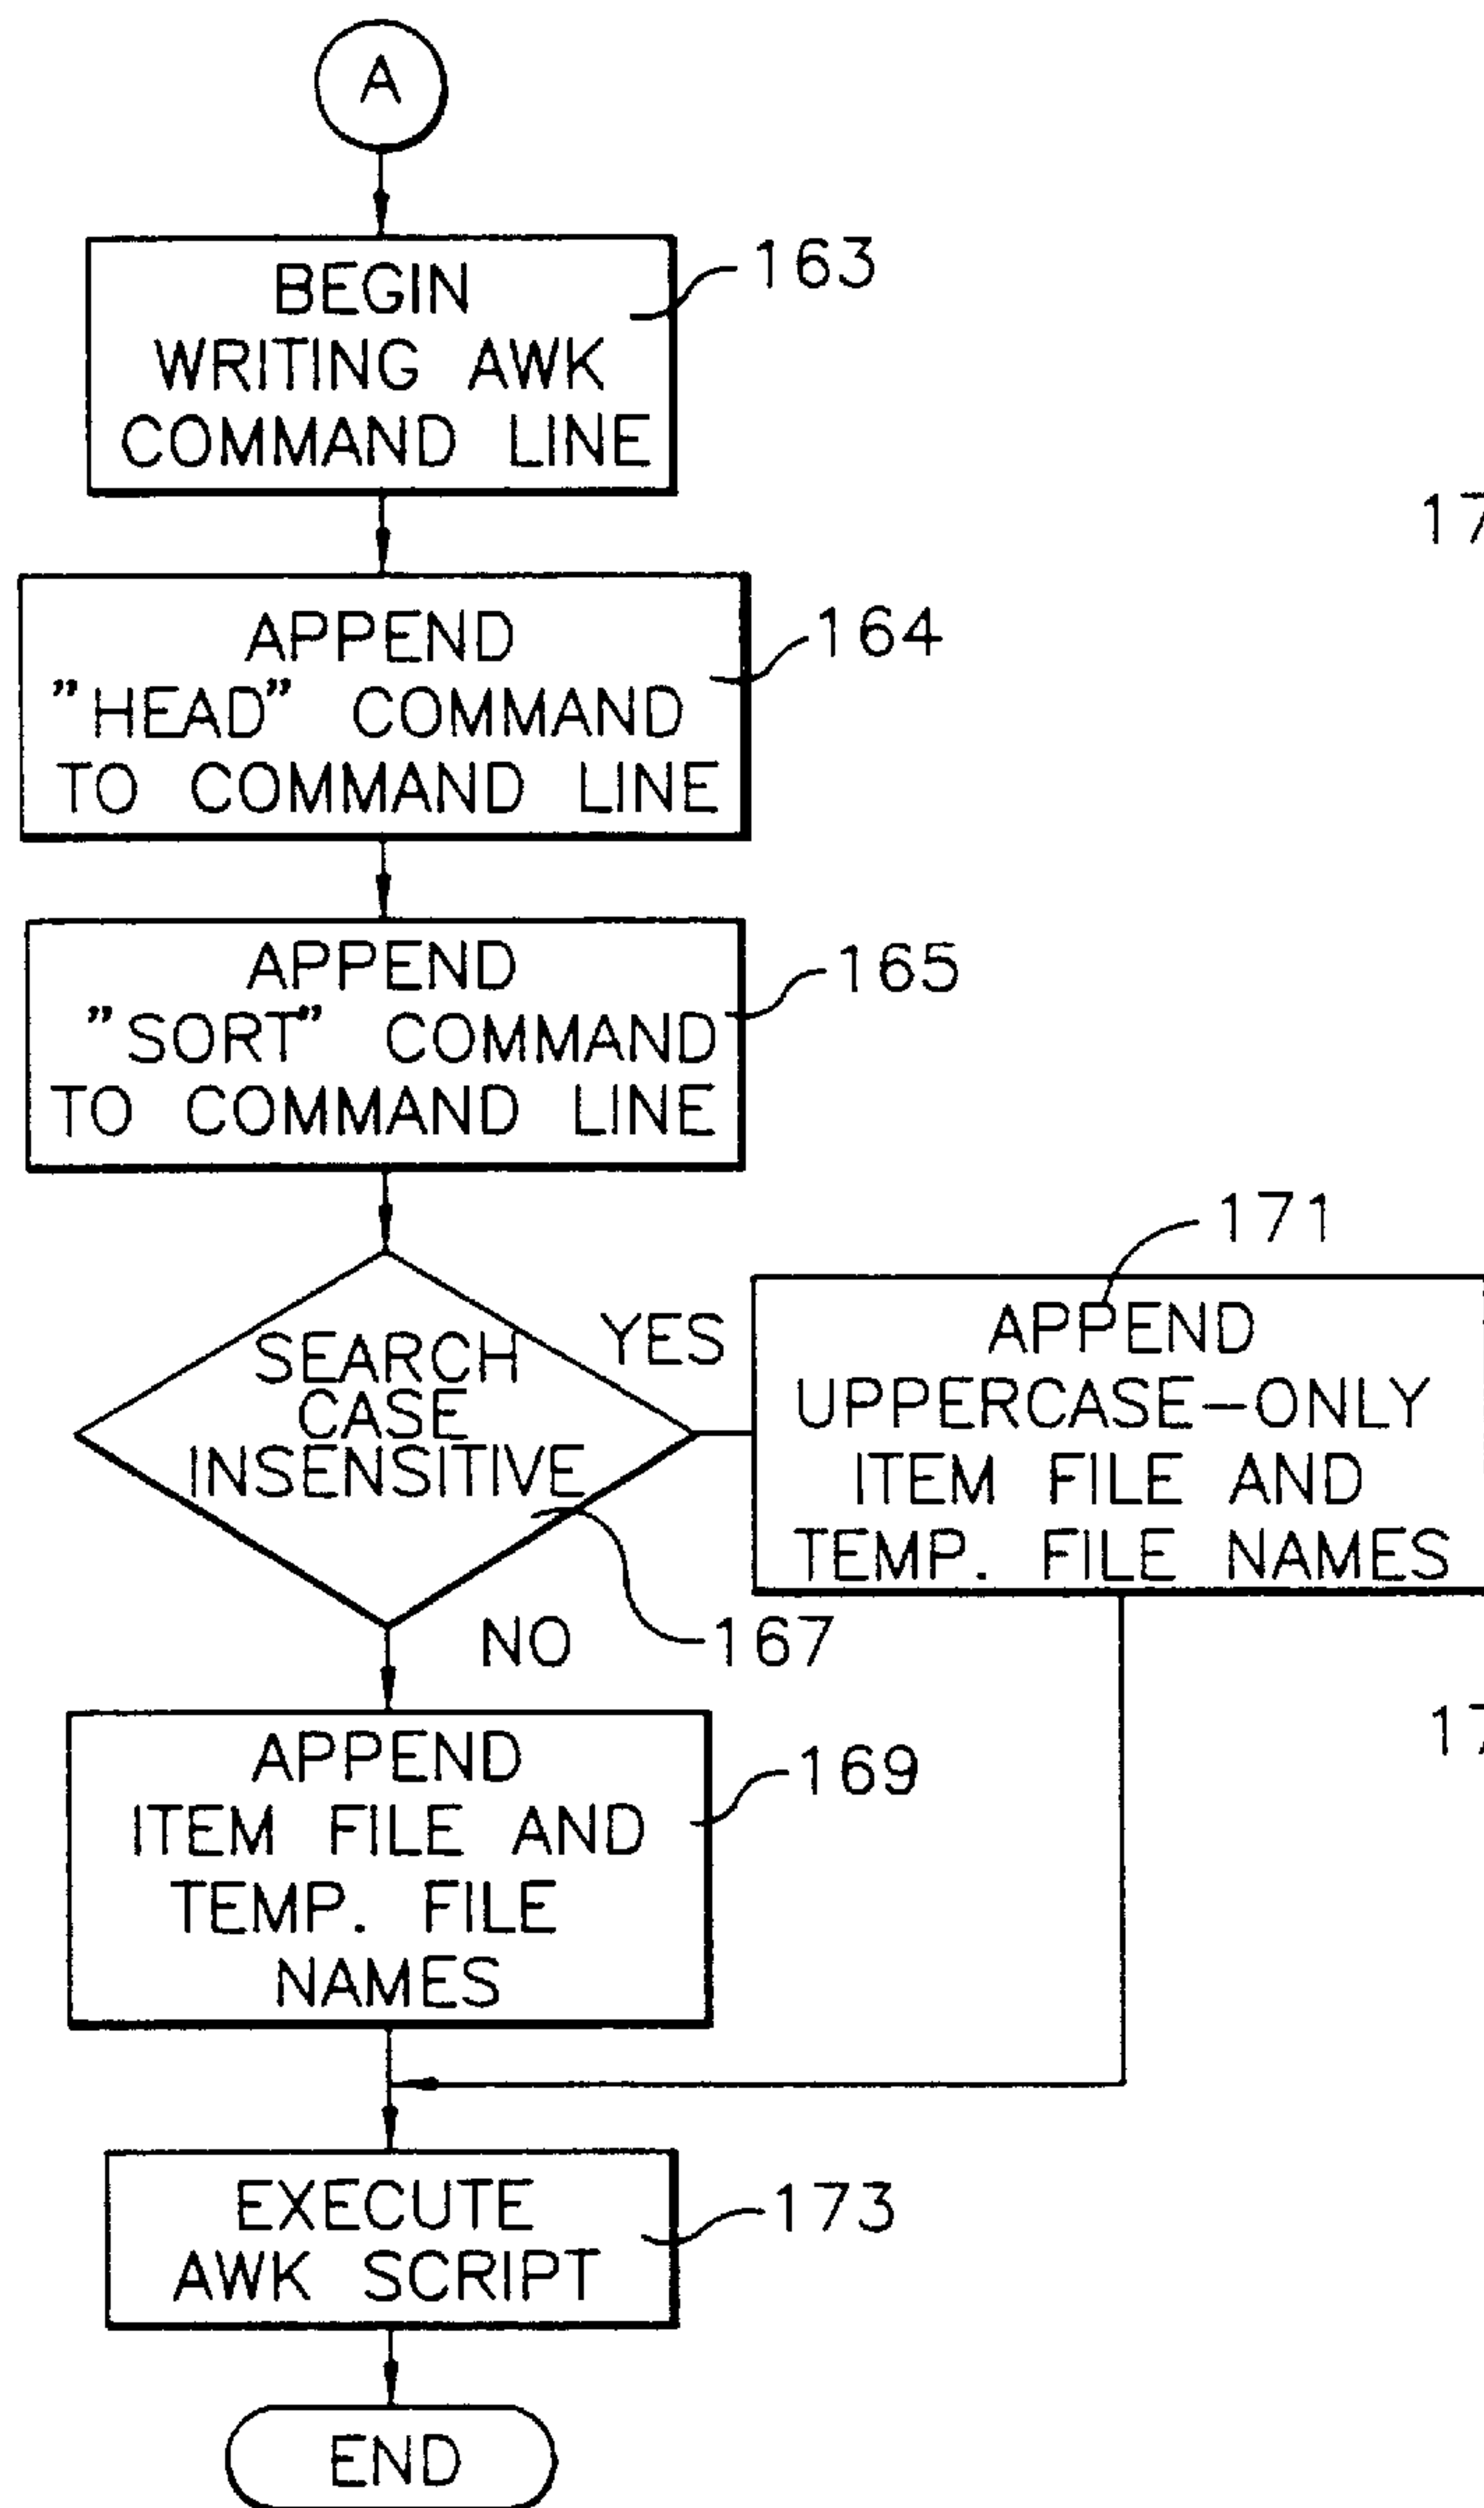 A
BEGIN
WRITING AWK
COMMAND LINE
163
APPEND
"HEAD" COMMAND
TO COMMAND LINE
164
APPEND
"SORT" COMMAND
TO COMMAND LINE
165
SEARCH
CASE
INSENSITIVE
167
YES
171
APPEND
UPPERCASE-ONLY
ITEM FILE AND
TEMP. FILE NAMES
NO
APPEND
ITEM FILE AND
TEMP. FILE
NAMES
169
EXECUTE
AWK SCRIPT
173
END